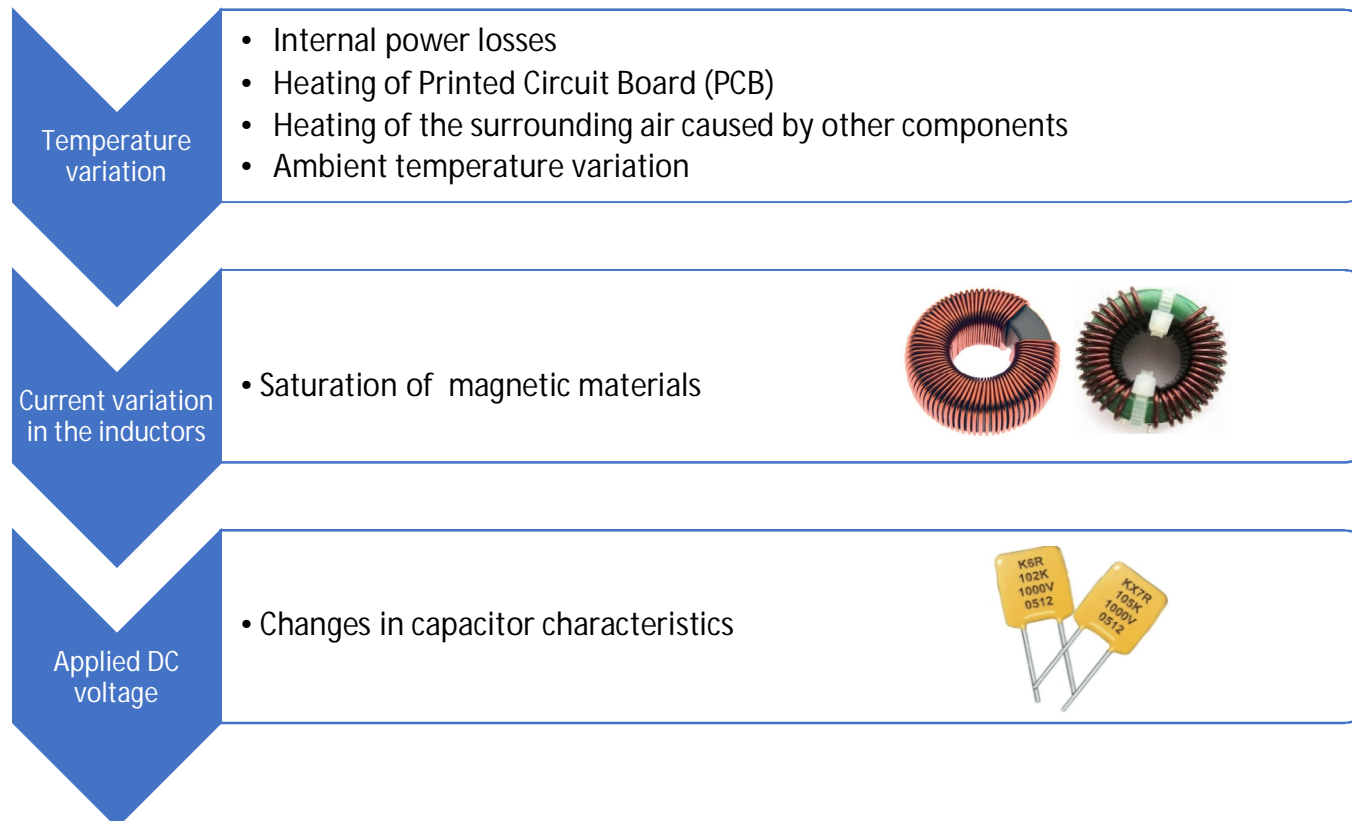 • Internal power losses
• Heating of Printed Circuit Board (PCB)
• Heating of the surrounding air caused by other components
• Ambient temperature variation
Temperature
variation
• Saturation of magnetic materials
Current variation
in the inductors
• Changes in capacitor characteristics
K6R
102K
1000V
0512
KX7R
105K
1000V
0512
Applied DC
voltage